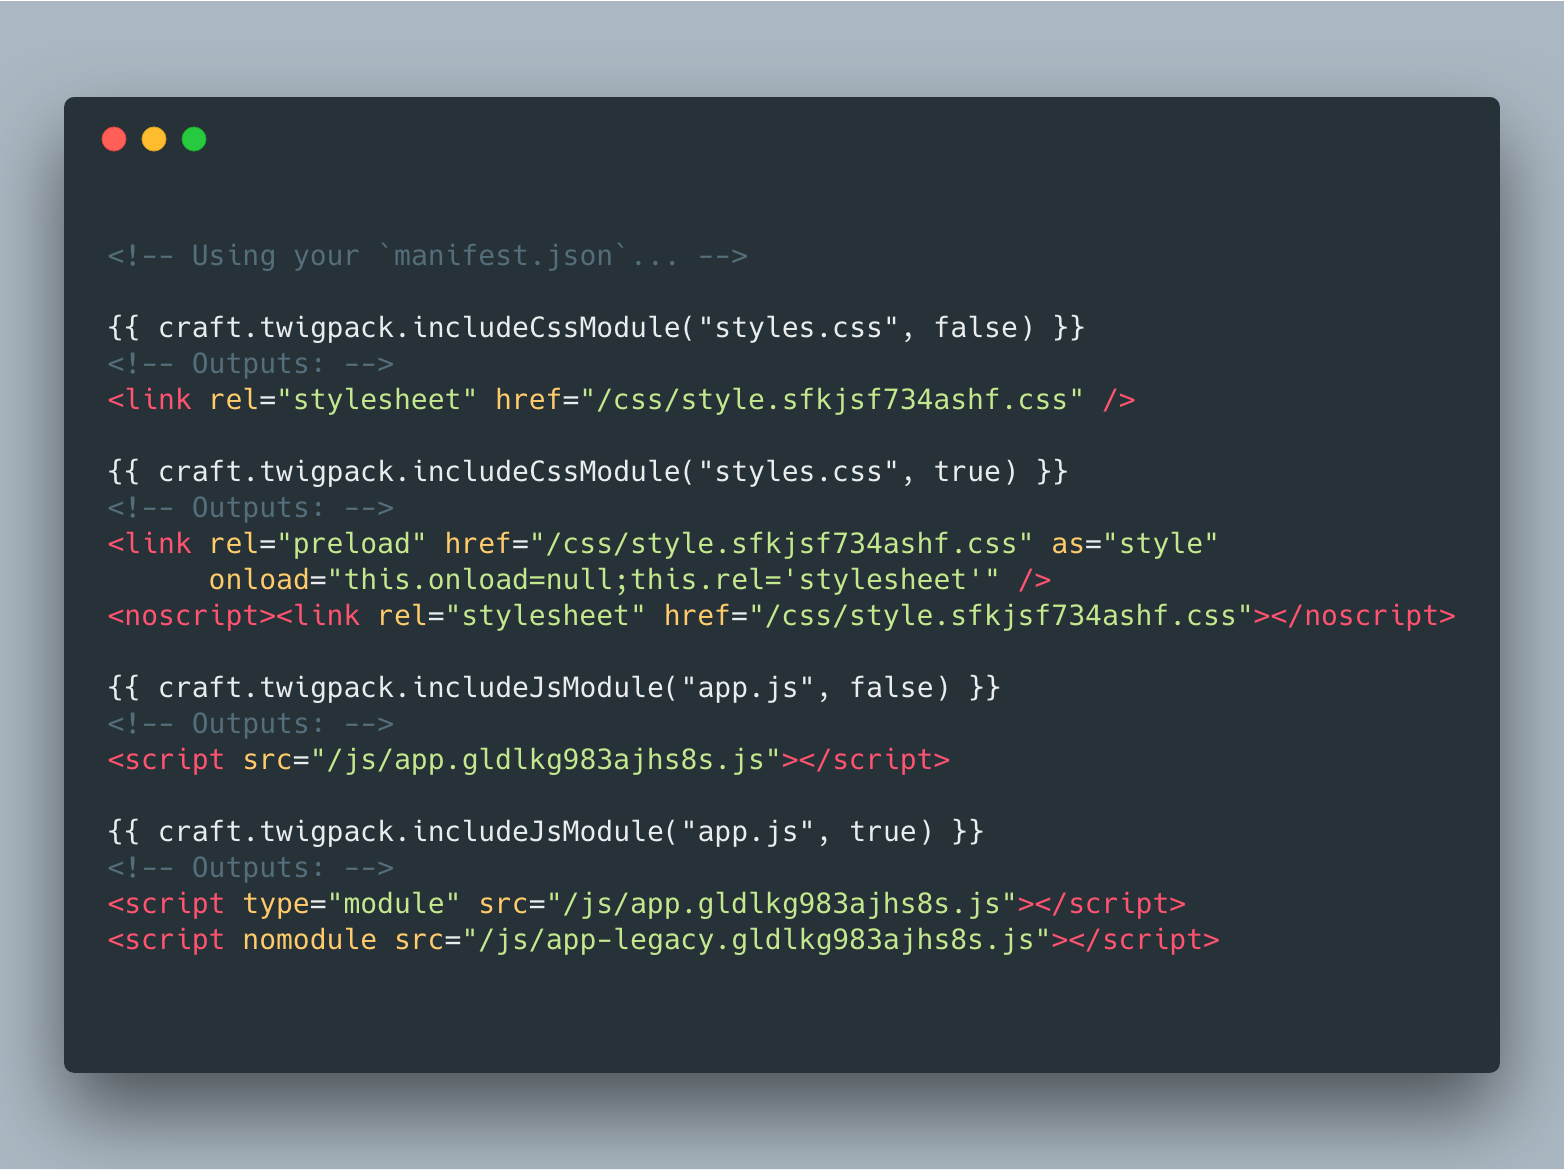 <!-- Using your `manifest.json`... -->
{{ craft.twigpack.includeCssModule("styles.css", false) }}
<!-- Outputs: -->
<link rel="stylesheet" href="/css/style.sfkjsf734ashf.css" />
{{ craft.twigpack.includeCssModule("styles.css", true) }}
<!-- Outputs: -->
<link rel="preload" href="/css/style.sfkjsf734ashf.css" as="style"
      onload="this.onload=null;this.rel='stylesheet'" />
<noscript><link rel="stylesheet" href="/css/style.sfkjsf734ashf.css"></noscript>
{{ craft.twigpack.includeJsModule("app.js", false) }}
<!-- Outputs: -->
<script src="/js/app.gldlkg983ajhs8s.js"></script>
{{ craft.twigpack.includeJsModule("app.js", true) }}
<!-- Outputs: -->
<script type="module" src="/js/app.gldlkg983ajhs8s.js"></script>
<script nomodule src="/js/app-legacy.gldlkg983ajhs8s.js"></script>